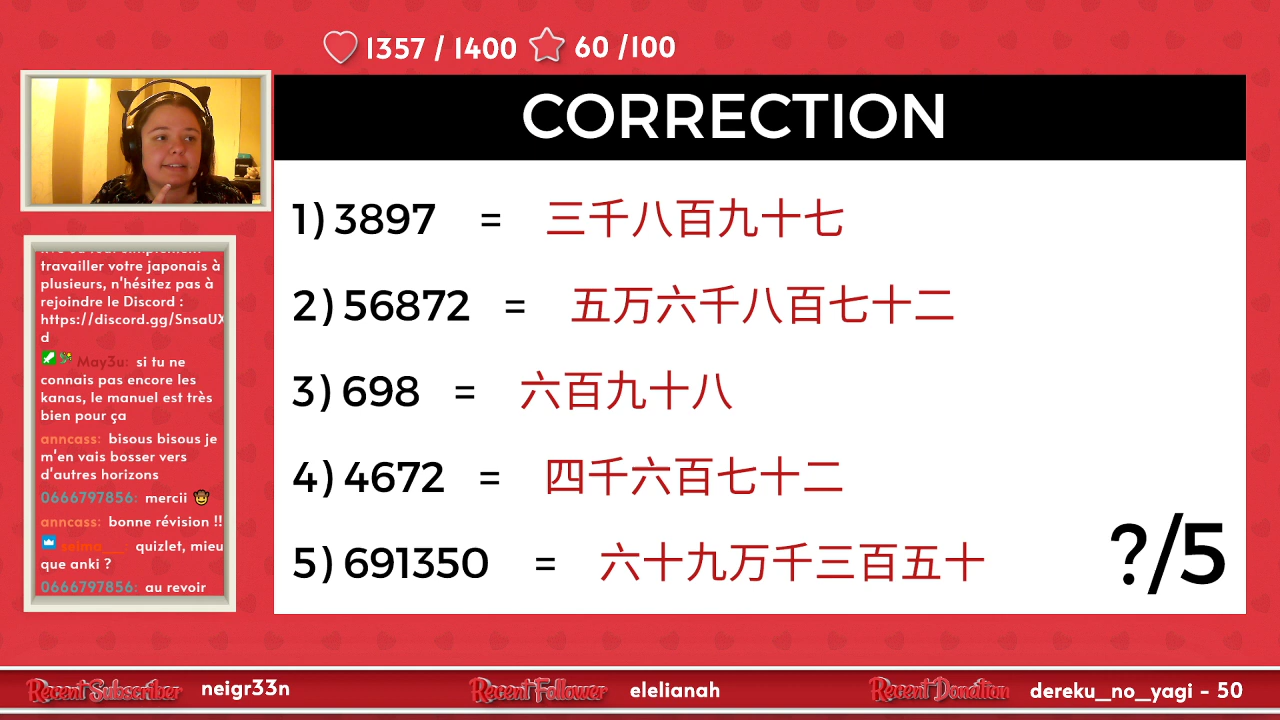 1357 / 1400 60 /100
CORRECTION
1) 3897 = 三千八百九十七
2) 56872 = 五万六千八百七十二
3) 698 = 六百九十八
4) 4672 = 四千六百七十二
5) 691350 = 六十九万千三百五十
?/5
travailler votre japonais à
plusieurs, n'hésitez pas à
rejoindre le Discord :
https://discord.gg/SnsaUX
d
May3u: si tu ne
connais pas encore les
kanas, le manuel est très
bien pour ça
anncass: bisous bisous je
m'en vais bosser vers
d'autres horizons
0666797856: mercii 🤠
anncass: bonne révision !!
selma__: quizlet, mieu
que anki ?
0666797856: au revoir
Recent Subscriber neigr33n
Recent Follower elelianah
Recent Donation dereku_no_yagi - 50